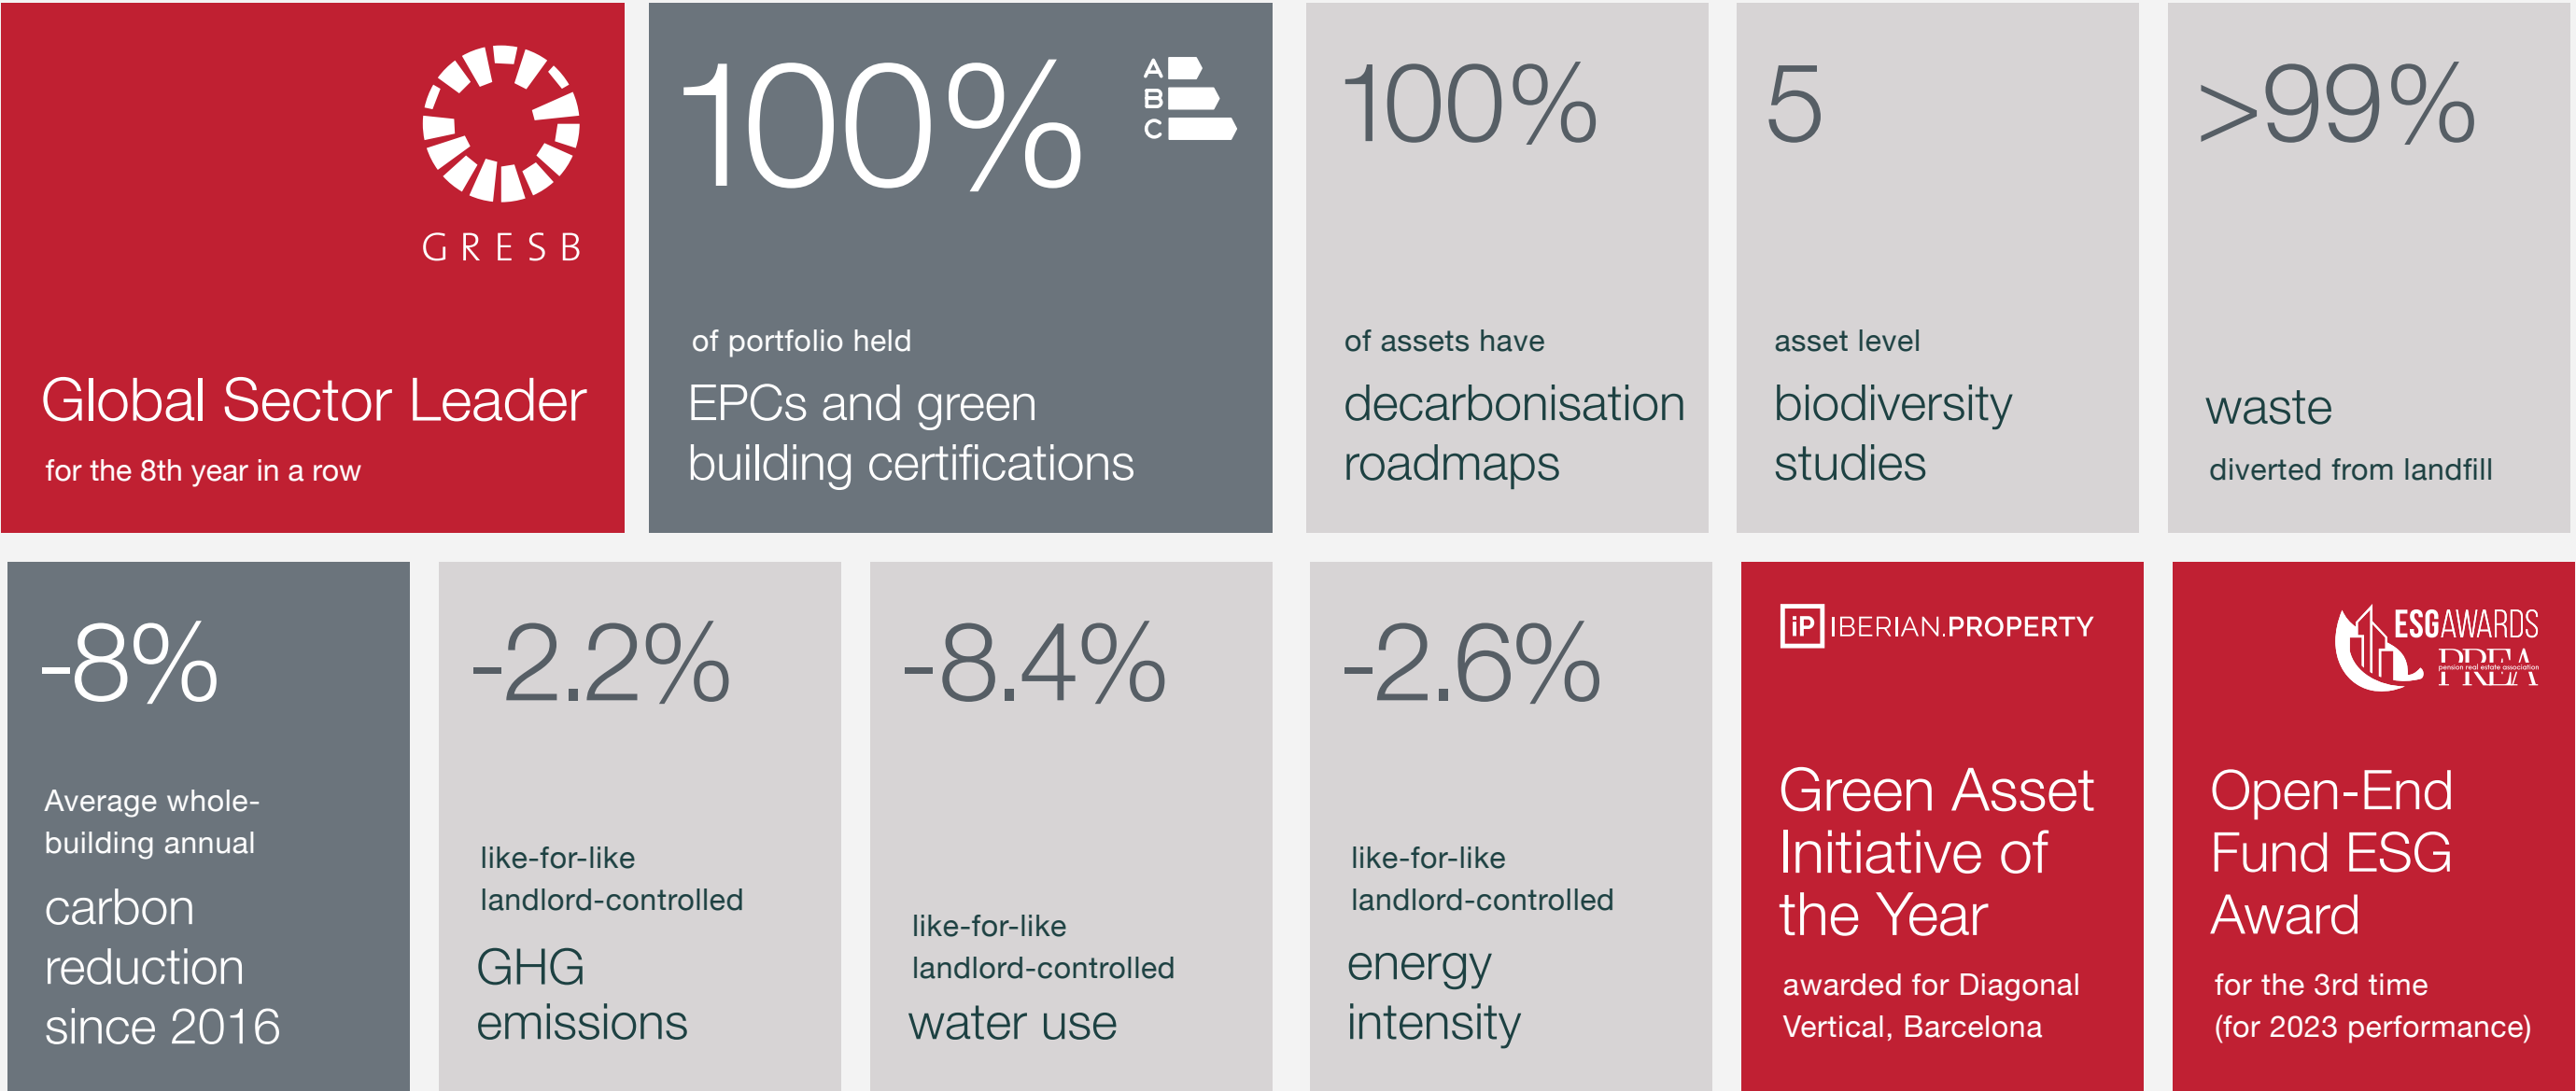 GRESB
Global Sector Leader
for the 8th year in a row
100%
A
B
C
of portfolio held
EPCs and green
building certifications
100%
of assets have
decarbonisation
roadmaps
5
asset level
biodiversity
studies
>99%
waste
diverted from landfill
-8%
Average whole-
building annual
carbon
reduction
since 2016
-2.2%
like-for-like
landlord-controlled
GHG
emissions
-8.4%
like-for-like
landlord-controlled
water use
-2.6%
like-for-like
landlord-controlled
energy
intensity
iP IBERIAN.PROPERTY
Green Asset
Initiative of
the Year
awarded for Diagonal
Vertical, Barcelona
ESGAWARDS
PREA
pension real estate association
Open-End
Fund ESG
Award
for the 3rd time
(for 2023 performance)